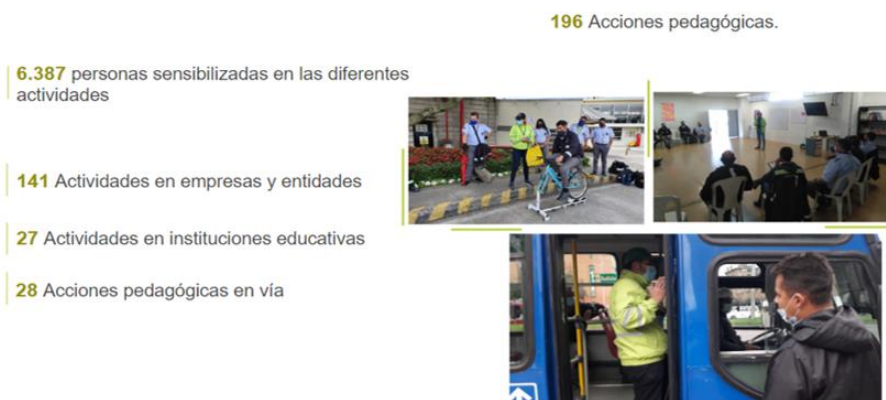 196 Acciones pedagógicas.
6.387 personas sensibilizadas en las diferentes
actividades
141 Actividades en empresas y entidades
27 Actividades en instituciones educativas
28 Acciones pedagógicas en vía